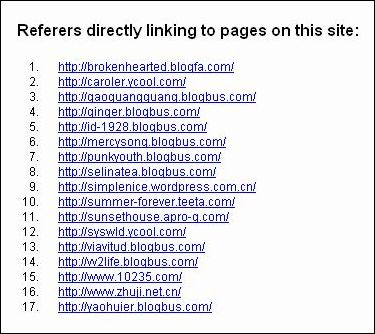 Referers directly linking to pages on this site:
1. http://brokenhearted.blogfa.com/
2. http://caroler.ycool.com/
3. http://gaoguangguang.blogbus.com/
4. http://ginger.blogbus.com/
5. http://id-1928.blogbus.com/
6. http://mercysong.blogbus.com/
7. http://punkyouth.blogbus.com/
8. http://selinatea.blogbus.com/
9. http://simplenice.wordpress.com.cn/
10. http://summer-forever.teeta.com/
11. http://sunsethouse.apro-q.com/
12. http://syswld.ycool.com/
13. http://viavitud.blogbus.com/
14. http://w2life.blogbus.com/
15. http://www.10235.com/
16. http://www.zhuji.net.cn/
17. http://yaohuier.blogbus.com/